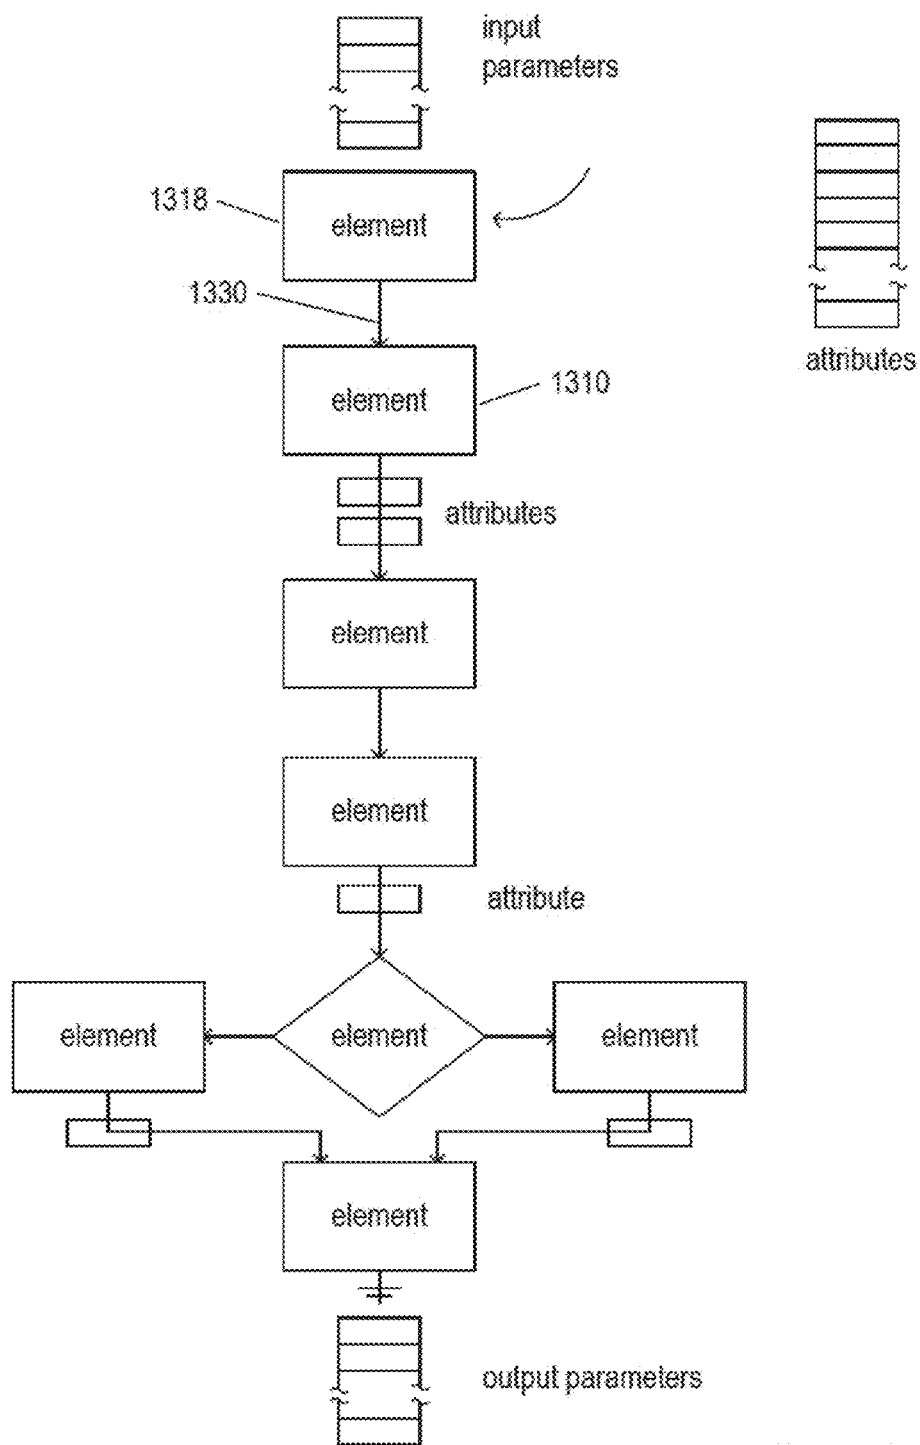 input
parameters
1318
element
1330
element
1310
attributes
attributes
element
element
attribute
element
element
element
element
output parameters